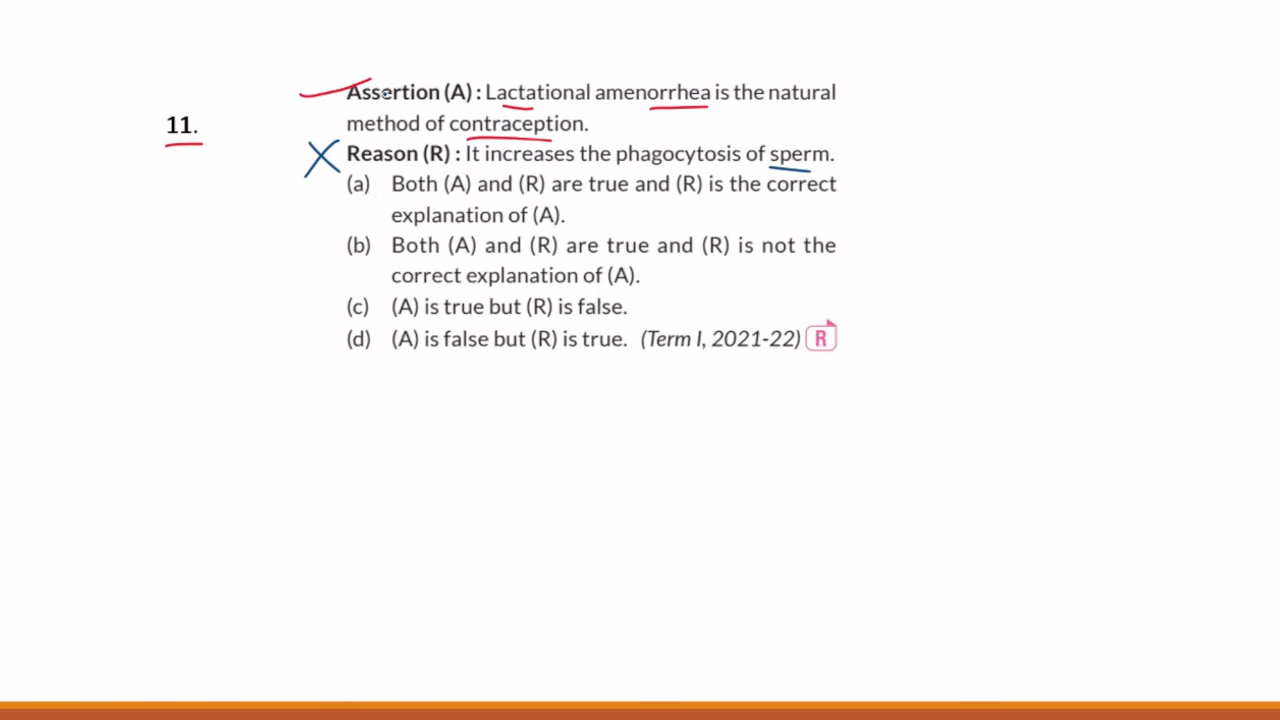 Assertion (A) : Lactational amenorrhea is the natural
method of contraception.
11.
Reason (R) : It increases the phagocytosis of sperm.
(a) Both (A) and (R) are true and (R) is the correct
explanation of (A).
(b) Both (A) and (R) are true and (R) is not the
correct explanation of (A).
(c) (A) is true but (R) is false.
(d) (A) is false but (R) is true. (Term I, 2021-22) R